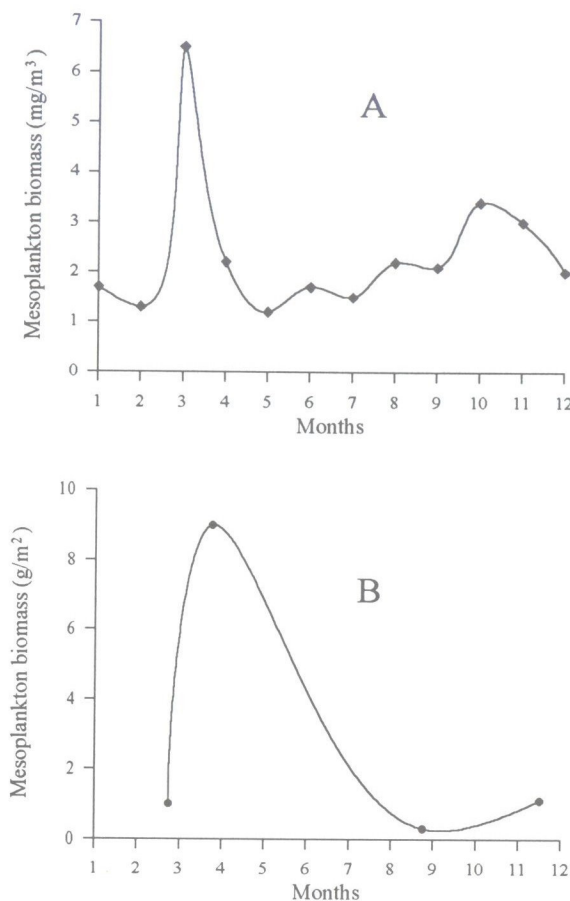 7
6
5
4
3
2
1
0
Mesoplankton biomass (mg/m³)
A
1 2 3 4 5 6 7 8 9 10 11 12
Months
10
8
6
4
2
0
Mesoplankton biomass (g/m²)
B
1 2 3 4 5 6 7 8 9 10 11 12
Months